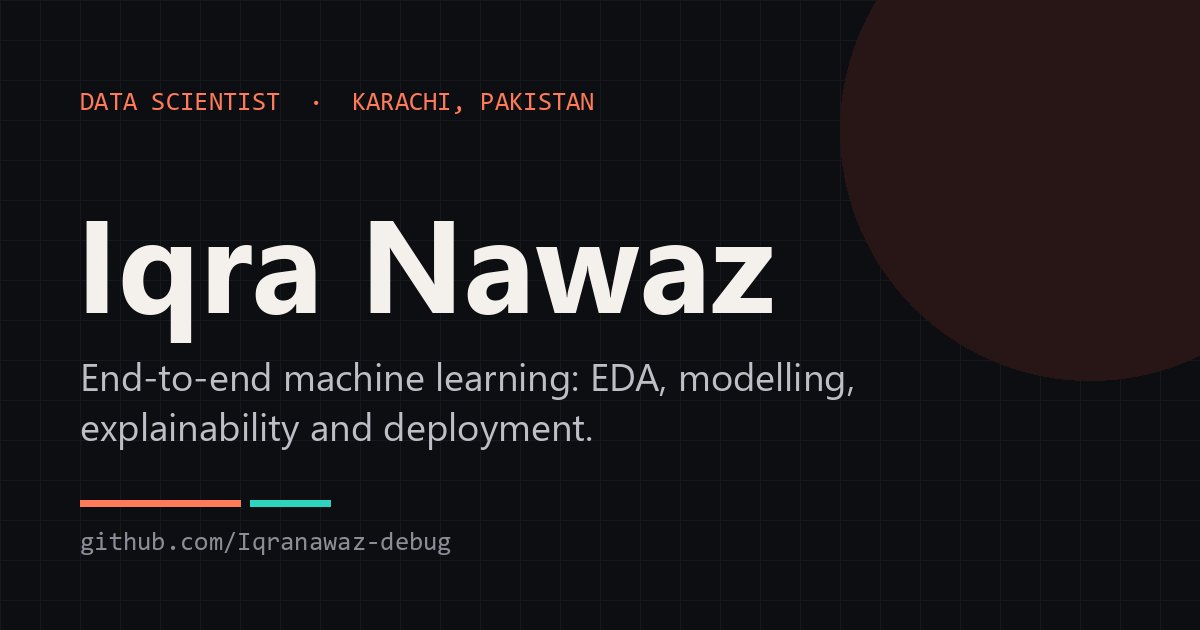 DATA SCIENTIST · KARACHI, PAKISTAN
Iqra Nawaz
End-to-end machine learning: EDA, modelling,
explainability and deployment.
github.com/Iqranawaz-debug